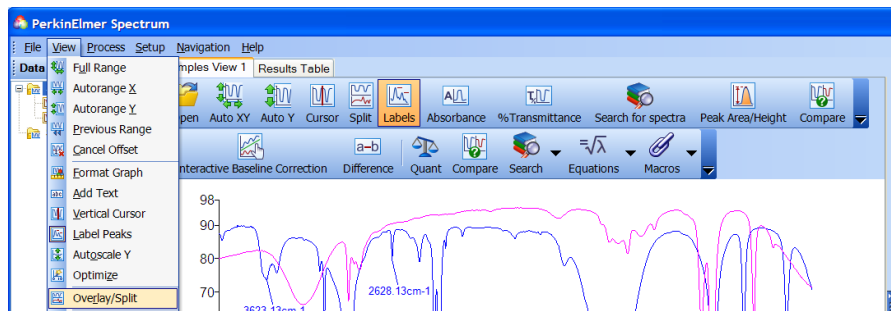 PerkinElmer Spectrum
File View Process Setup Navigation Help
Data
mples View 1 Results Table
Full Range
Autorange X
Autorange Y
Previous Range
Cancel Offset
Format Graph
Add Text
Vertical Cursor
Label Peaks
Autoscale Y
Optimize
Overlay/Split
pen Auto XY Auto Y Cursor Split Labels Absorbance %Transmittance Search for spectra Peak Area/Height Compare
nteractive Baseline Correction Difference Quant Compare Search Equations Macros
98
90
80
70
2628.13cm-1
3623.13cm-1